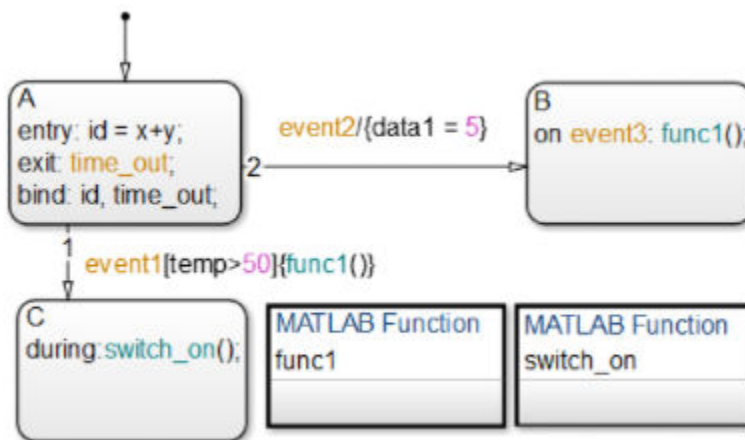 A
entry: id = x+y;
exit: time_out;
bind: id, time_out;
2
event2/{data1 = 5}
B
on event3: func1();
1
event1[temp>50]{func1()}
C
during:switch_on();
MATLAB Function
func1
MATLAB Function
switch_on